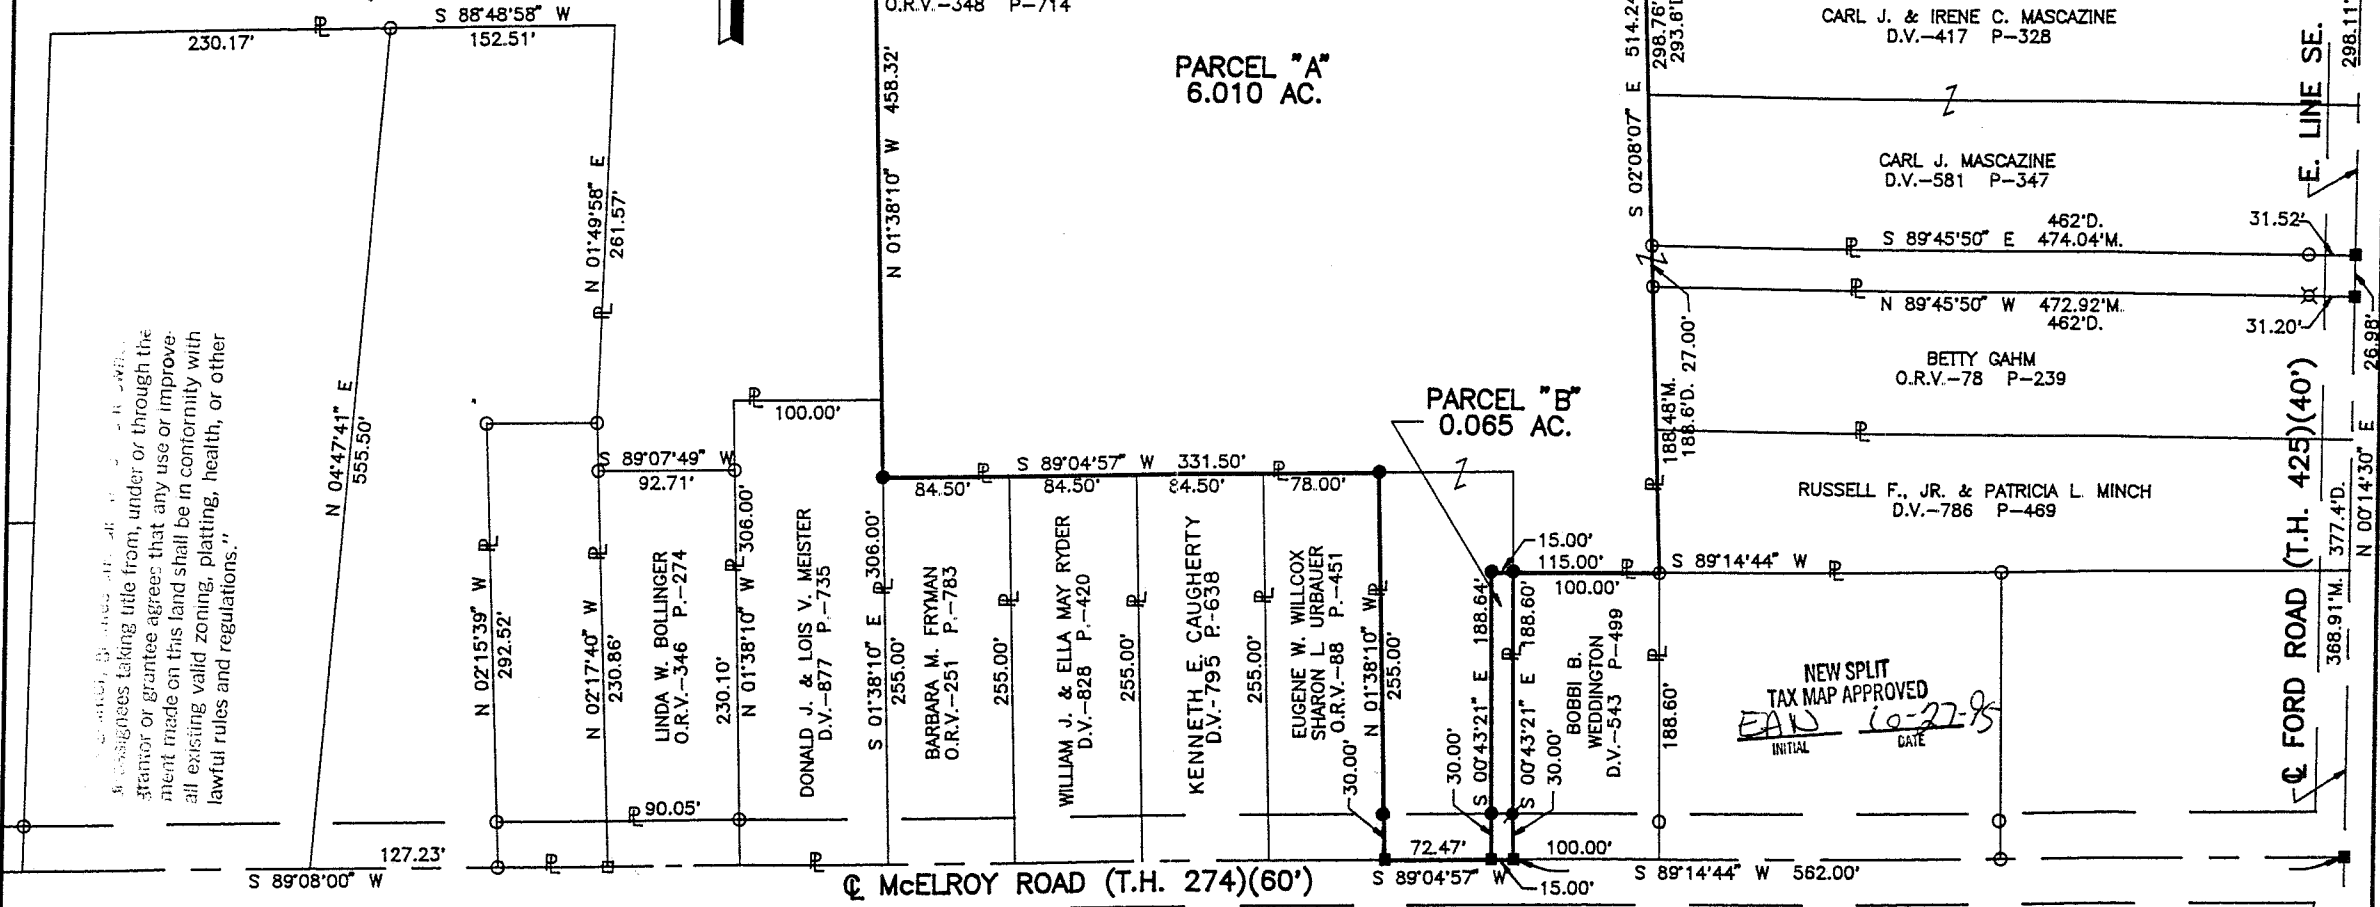 S 88°48'58" W
230.17'
152.51'
O.R.V.-348 P-714
N 01°38'10" W 458.32'
PARCEL "A"
6.010 AC.
S 02°08'07" E 514.24
298.76'
293.6'D
CARL J. & IRENE C. MASCAZINE
D.V.-417 P-328
298.11'
E. LINE SE.
N 01°49'58" E
261.57'
CARL J. MASCAZINE
D.V.-581 P-347
462'D.
S 89°45'50" E 474.04'M.
31.52'
N 89°45'50" W 472.92'M.
462'D.
31.20'
26.98'
27.00'
188.48'M.
188.6'D.
BETTY GAHM
O.R.V.-78 P-239
assignees taking title from, under or through the
grantor or grantee agrees that any use or improve-
ment made on this land shall be in conformity with
all existing valid zoning, platting, health, or other
lawful rules and regulations."
N 04°47'41" E
555.50'
100.00'
PARCEL "B"
0.065 AC.
S 89°07'49" W
92.71'
S 89°04'57" W 331.50'
84.50'
84.50'
84.50'
78.00'
RUSSELL F., JR. & PATRICIA L. MINCH
D.V.-786 P-469
377.4'D.
368.91'M.
N 00°14'30" E
℄ FORD ROAD (T.H. 425)(40')
N 02°15'39" W
292.52'
N 02°17'40" W
230.86'
LINDA W. BOLLINGER
O.R.V.-346 P.-274
306.00'
230.10'
N 01°38'10" W
DONALD J. & LOIS V. MEISTER
D.V.-877 P.-735
306.00'
S 01°38'10" E
255.00'
BARBARA M. FRYMAN
O.R.V.-251 P.-783
255.00'
WILLIAM J. & ELLA MAY RYDER
D.V.-828 P.-420
255.00'
KENNETH E. CAUGHERTY
D.V.-795 P.-638
255.00'
EUGENE W. WILLCOX
SHARON L. URBAUER
O.R.V.-88 P.-451
30.00'
N 01°38'10" W
255.00'
15.00'
115.00'
100.00'
S 89°14'44" W
188.64'
S 00°43'21" E
30.00'
188.60'
S 00°43'21" E
30.00'
BOBBI B.
WEDDINGTON
D.V.-543 P-499
188.60'
NEW SPLIT
TAX MAP APPROVED
EAW 10-27-95
INITIAL DATE
90.05'
127.23'
S 89°08'00" W
℄ McELROY ROAD (T.H. 274)(60')
72.47'
S 89°04'57" W
15.00'
100.00'
S 89°14'44" W 562.00'